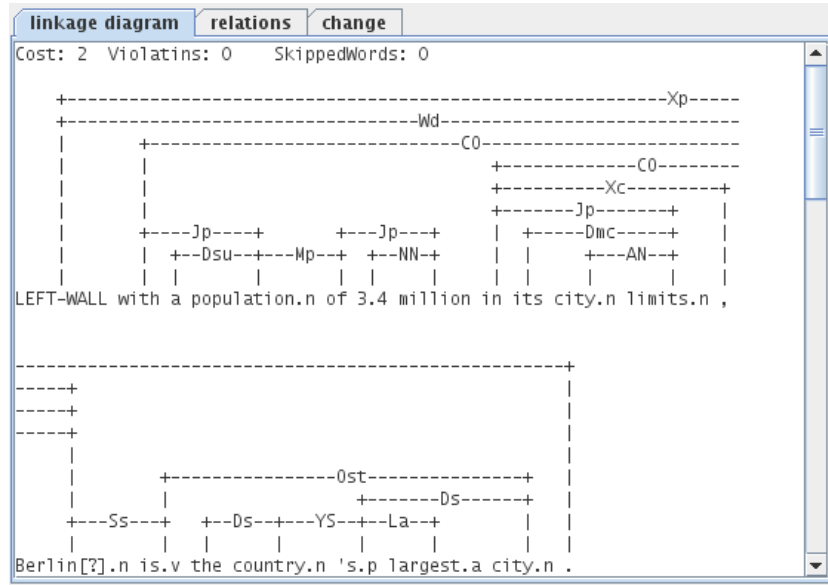 linkage diagram relations change
Cost: 2 Violatins: 0 SkippedWords: 0
+-----------------------------------------------------------------Xp-----
+--------------------------------------Wd--------------------------------
| +-------------------------------CO-------------------------
| | +-------------CO--------
| | +----------Xc---------+
| | +-------Jp-------+ |
| +----Jp----+ +---Jp---+ | +-----Dmc----+ |
| | +--Dsu--+---Mp--+ +--NN-+ | | +---AN--+ |
| | | | | | | | | | | |
LEFT-WALL with a population.n of 3.4 million in its city.n limits.n ,
------------------------------------------------------+
-----+ |
-----+ |
-----+ |
| |
| +----------------Ost---------------+ |
| | +-------Ds------+ |
+---Ss---+ +--Ds--+---YS--+--La--+ | |
| | | | | | | |
Berlin[?].n is.v the country.n 's.p largest.a city.n .